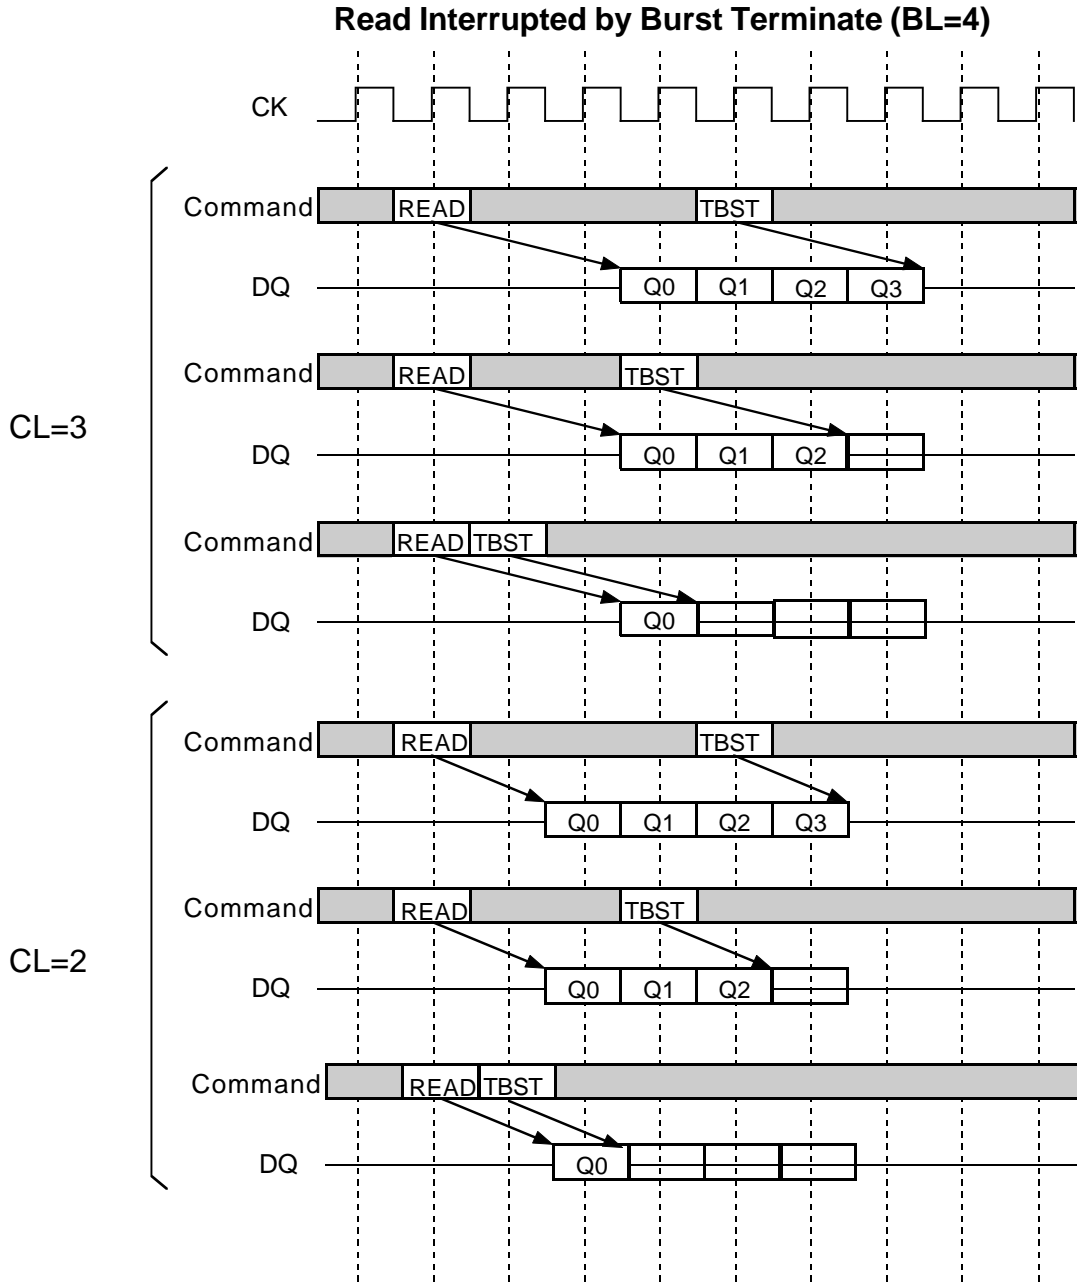 Read Interrupted by Burst Terminate (BL=4)
CK
CL=3
Command READ TBST
DQ Q0 Q1 Q2 Q3
Command READ TBST
DQ Q0 Q1 Q2
Command READ TBST
DQ Q0
CL=2
Command READ TBST
DQ Q0 Q1 Q2 Q3
Command READ TBST
DQ Q0 Q1 Q2
Command READ TBST
DQ Q0